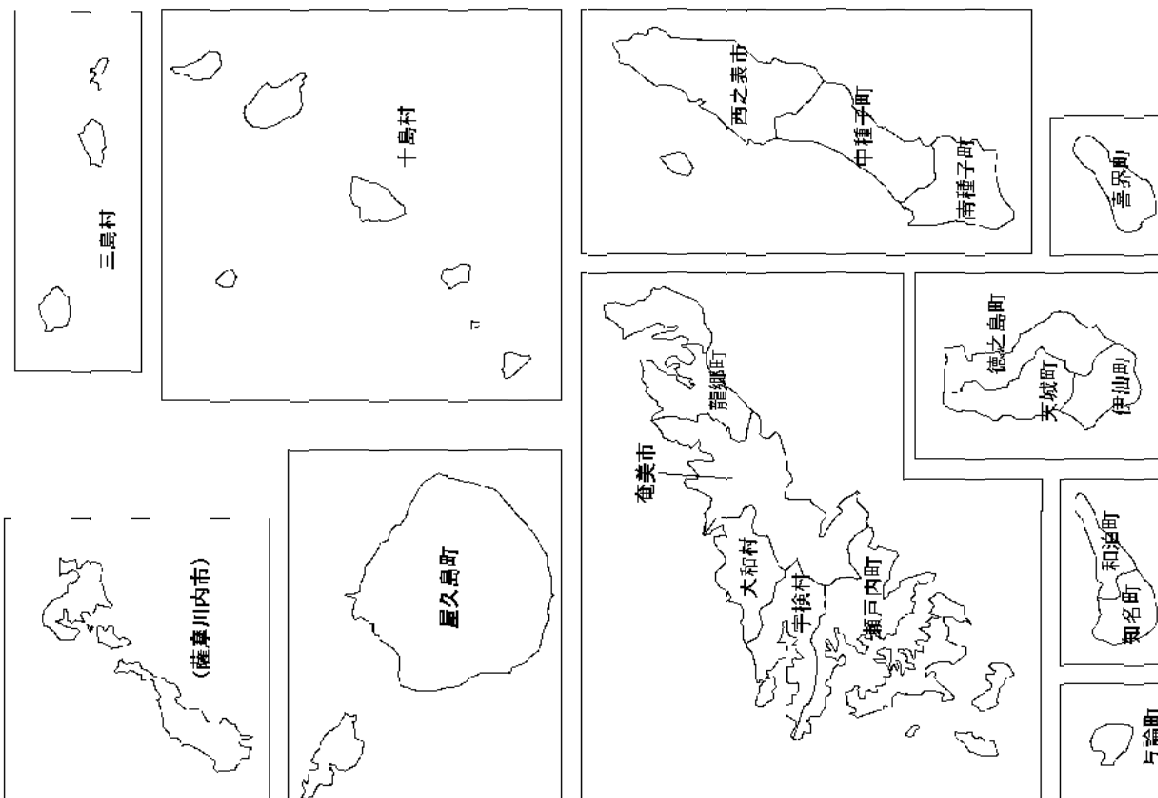 三島村
十島村
西之表市
中種子町
南種子町
喜界町
(薩摩川内市)
屋久島町
奄美市
龍郷町
大和村
宇検村
瀬戸内町
徳之島町
天城町
伊仙町
和泊町
知名町
与論町